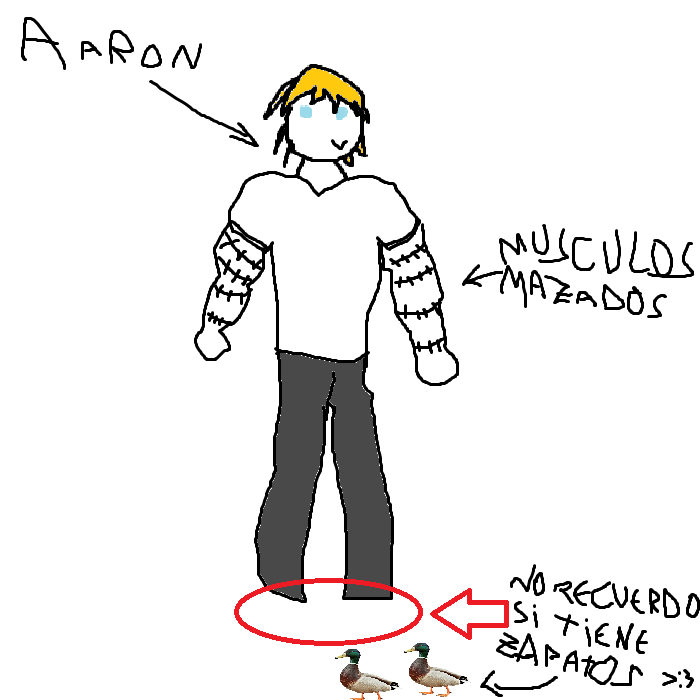 AARON
MUSCULOS
MAZADOS
NO RECUERDO
Si TiENE
ZAPATOS >:3